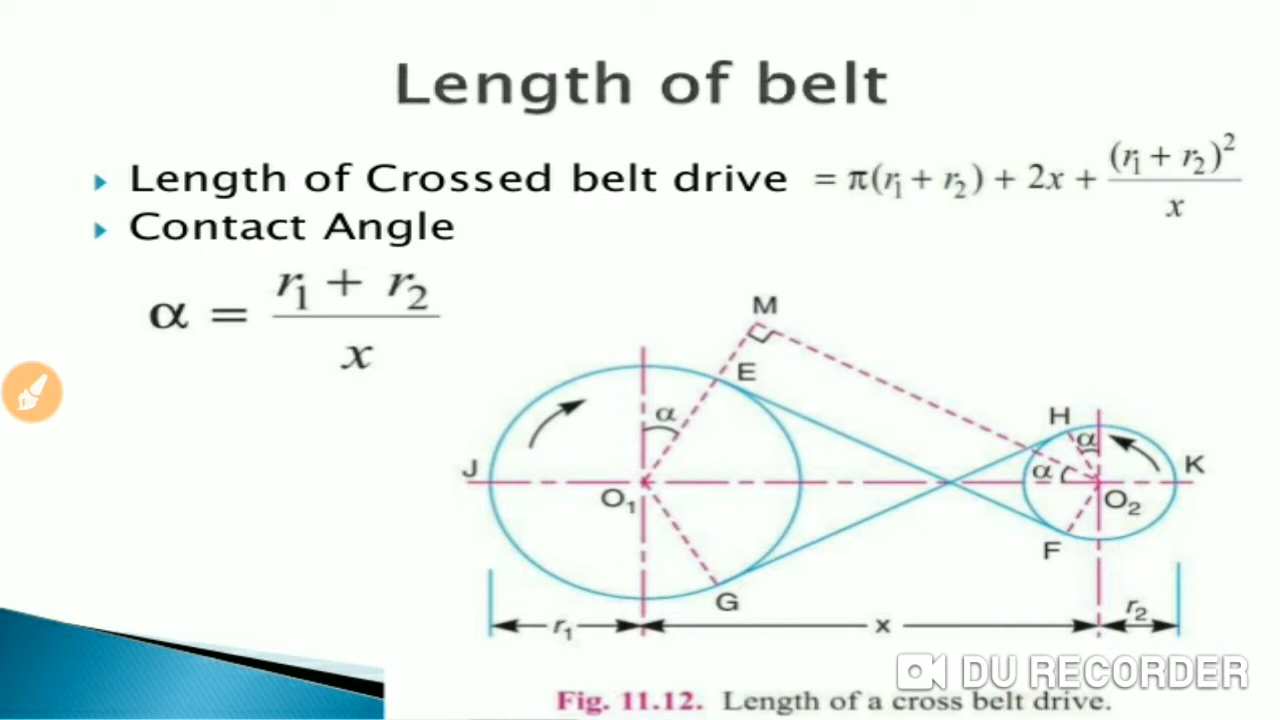 Length of belt
Length of Crossed belt drive = π(r₁ + r₂) + 2x + (r₁ + r₂)² / x
Contact Angle
α = (r₁ + r₂) / x
M
E
α
H
α
J
α
K
O₁
O₂
F
G
r₁
x
r₂
DU RECORDER
Fig. 11.12. Length of a cross belt drive.